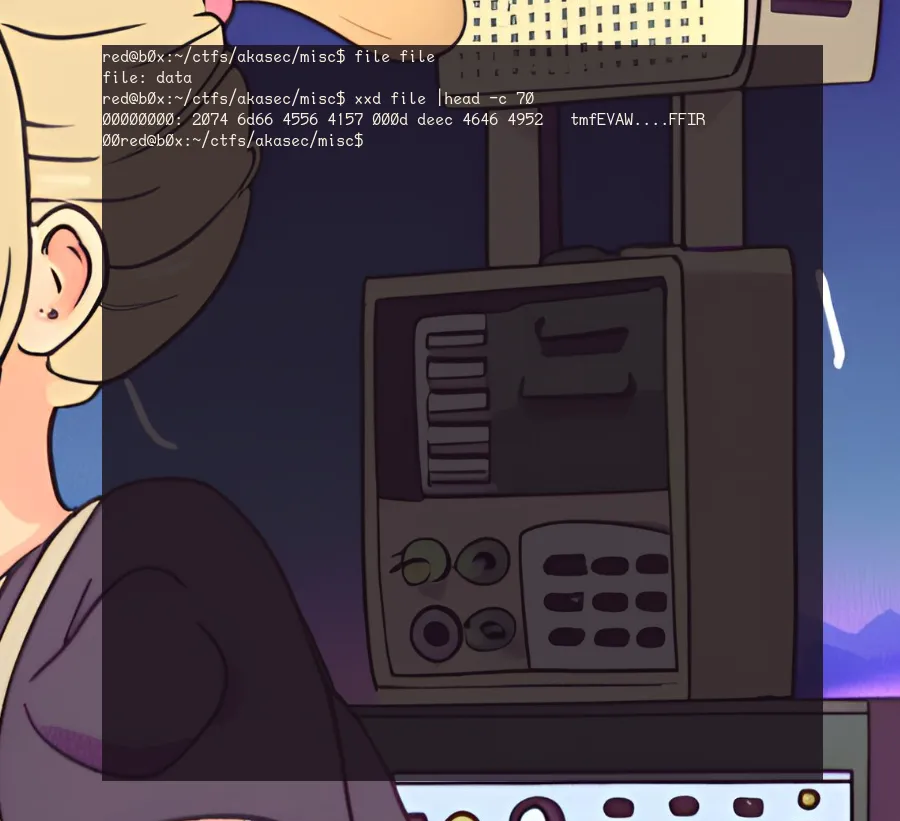 red@b0x:~/ctfs/akasec/misc$ file file
file: data
red@b0x:~/ctfs/akasec/misc$ xxd file |head -c 70
00000000: 2074 6d66 4556 4157 000d deec 4646 4952   tmfEVAW....FFIR
00red@b0x:~/ctfs/akasec/misc$